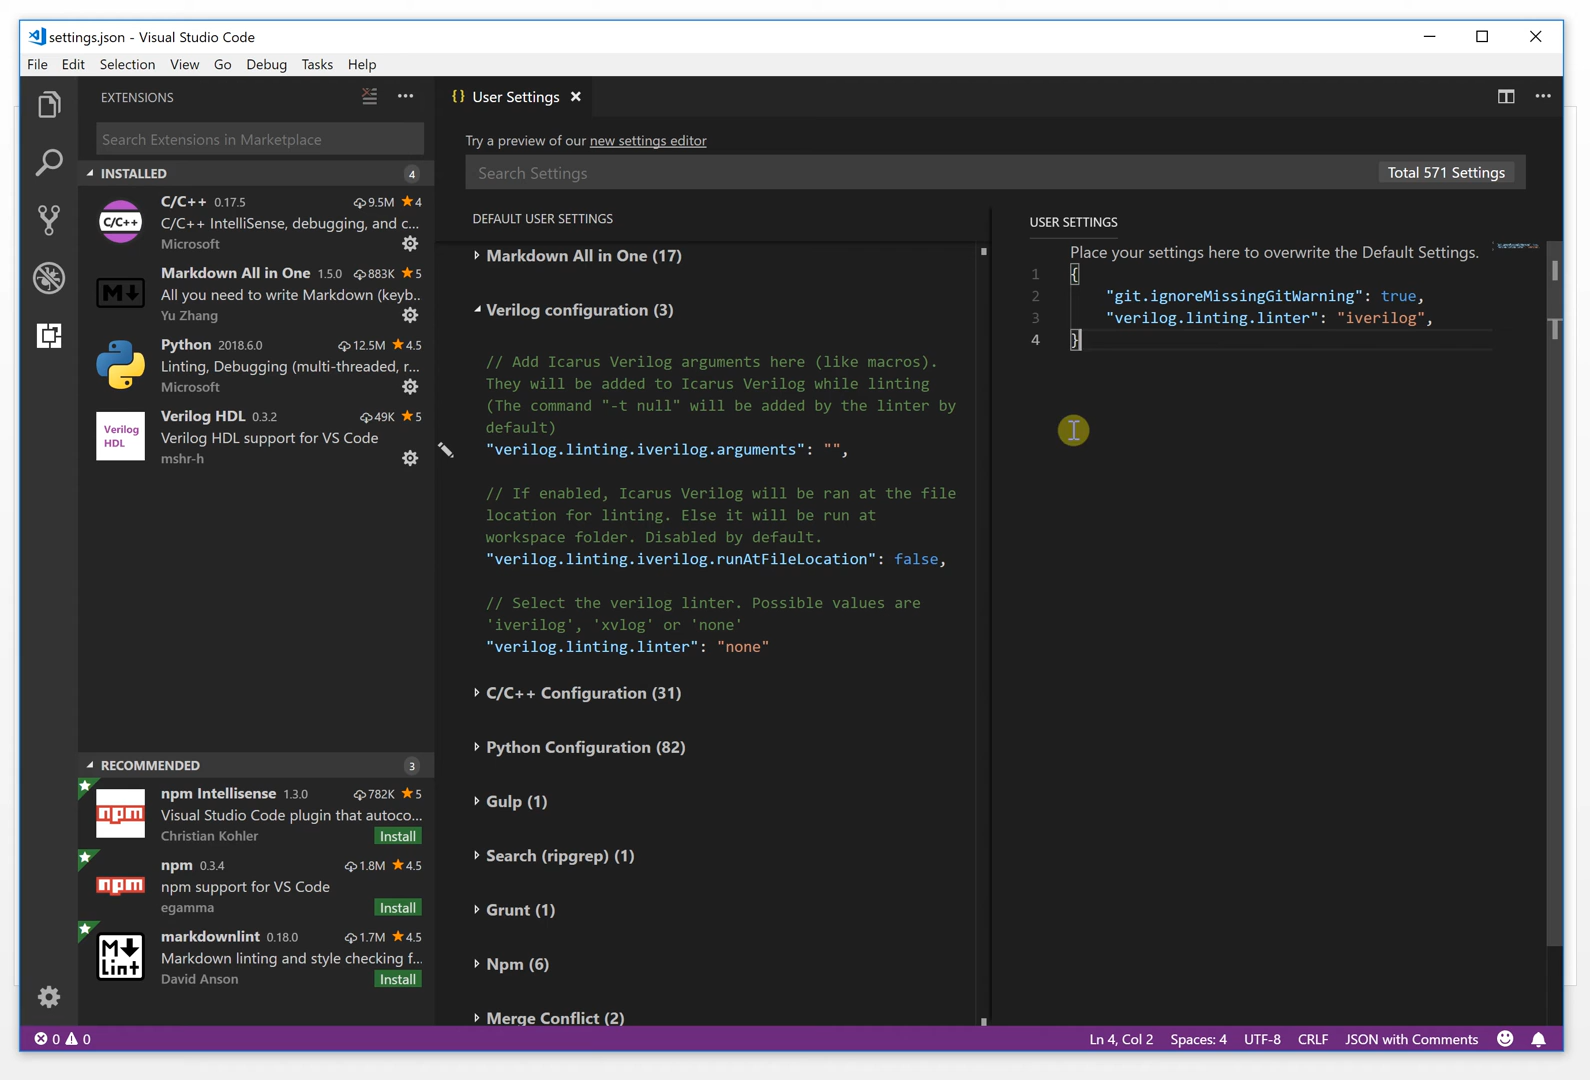 settings.json - Visual Studio Code
File Edit Selection View Go Debug Tasks Help
EXTENSIONS
Search Extensions in Marketplace
INSTALLED 4
C/C++
C/C++ 0.17.5 9.5M 4
C/C++ IntelliSense, debugging, and c...
Microsoft
Markdown All in One 1.5.0 883K 5
All you need to write Markdown (keyb...
Yu Zhang
Python 2018.6.0 12.5M 4.5
Linting, Debugging (multi-threaded, r...
Microsoft
Verilog
HDL
Verilog HDL 0.3.2 49K 5
Verilog HDL support for VS Code
mshr-h
RECOMMENDED 3
npm
npm Intellisense 1.3.0 782K 5
Visual Studio Code plugin that autoco...
Christian Kohler Install
npm
npm 0.3.4 1.8M 4.5
npm support for VS Code
egamma Install
M
lint
markdownlint 0.18.0 1.7M 4.5
Markdown linting and style checking f...
David Anson Install
{} User Settings
Try a preview of our new settings editor
Search Settings Total 571 Settings
DEFAULT USER SETTINGS
Markdown All in One (17)
Verilog configuration (3)
// Add Icarus Verilog arguments here (like macros).
They will be added to Icarus Verilog while linting
(The command "-t null" will be added by the linter by
default)
"verilog.linting.iverilog.arguments": "",
// If enabled, Icarus Verilog will be ran at the file
location for linting. Else it will be run at
workspace folder. Disabled by default.
"verilog.linting.iverilog.runAtFileLocation": false,
// Select the verilog linter. Possible values are
'iverilog', 'xvlog' or 'none'
"verilog.linting.linter": "none"
C/C++ Configuration (31)
Python Configuration (82)
Gulp (1)
Search (ripgrep) (1)
Grunt (1)
Npm (6)
Merge Conflict (2)
USER SETTINGS
Place your settings here to overwrite the Default Settings.
1 {
2 "git.ignoreMissingGitWarning": true,
3 "verilog.linting.linter": "iverilog",
4 }
0 0 Ln 4, Col 2 Spaces: 4 UTF-8 CRLF JSON with Comments